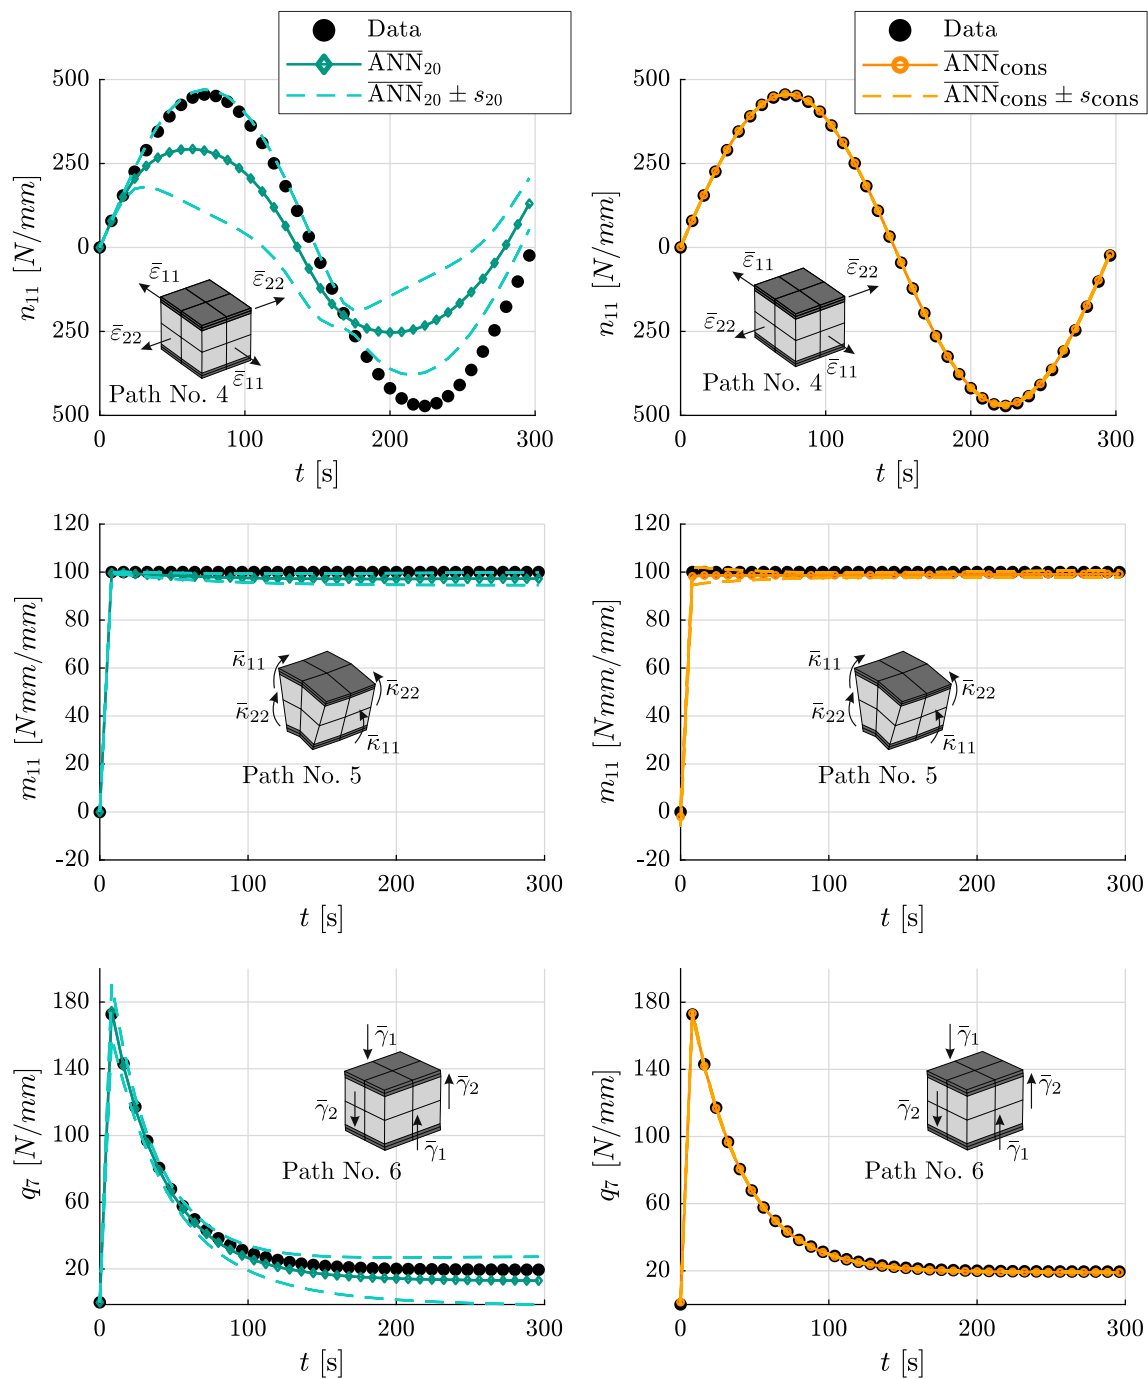 Data
A̅N̅N̅₂₀
A̅N̅N̅₂₀ ± s₂₀
500
250
0
250
500
n₁₁ [N/mm]
ε̄₁₁
ε̄₂₂
ε̄₂₂
ε̄₁₁
Path No. 4
0 100 200 300
t [s]
Data
A̅N̅N̅cons
A̅N̅N̅cons ± scons
500
250
0
250
500
n₁₁ [N/mm]
ε̄₁₁
ε̄₂₂
ε̄₂₂
ε̄₁₁
Path No. 4
0 100 200 300
t [s]
120
100
80
60
40
20
0
-20
m₁₁ [Nmm/mm]
κ̄₁₁
κ̄₂₂
κ̄₂₂
κ̄₁₁
Path No. 5
0 100 200 300
t [s]
120
100
80
60
40
20
0
-20
m₁₁ [Nmm/mm]
κ̄₁₁
κ̄₂₂
κ̄₂₂
κ̄₁₁
Path No. 5
0 100 200 300
t [s]
180
140
100
60
20
q₇ [N/mm]
γ̄₁
γ̄₂
γ̄₂
γ̄₁
Path No. 6
0 100 200 300
t [s]
180
140
100
60
20
q₇ [N/mm]
γ̄₁
γ̄₂
γ̄₂
γ̄₁
Path No. 6
0 100 200 300
t [s]